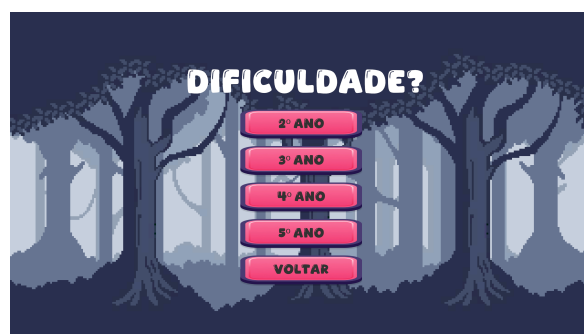 DIFICULDADE?
2º ANO
3º ANO
4º ANO
5º ANO
VOLTAR